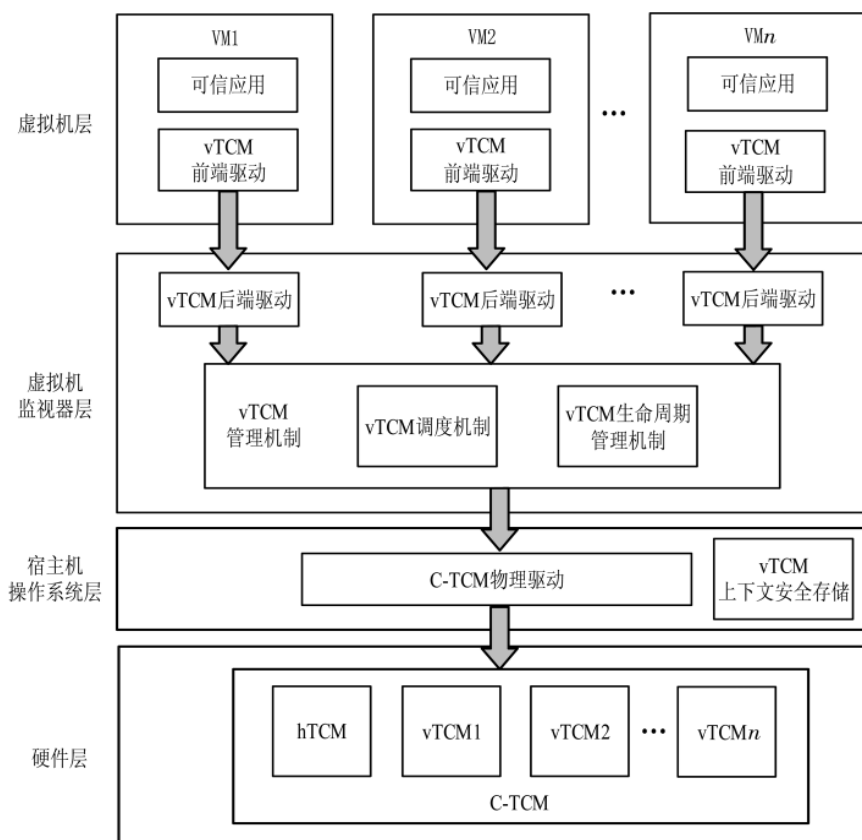 VM1
VM2
VMn
可信应用
可信应用
可信应用
...
虚拟机层
vTCM
前端驱动
vTCM
前端驱动
vTCM
前端驱动
vTCM后端驱动
vTCM后端驱动
...
vTCM后端驱动
虚拟机
监视器层
vTCM
管理机制
vTCM调度机制
vTCM生命周期
管理机制
宿主机
操作系统层
C-TCM物理驱动
vTCM
上下文安全存储
硬件层
hTCM
vTCM1
vTCM2
...
vTCMn
C-TCM